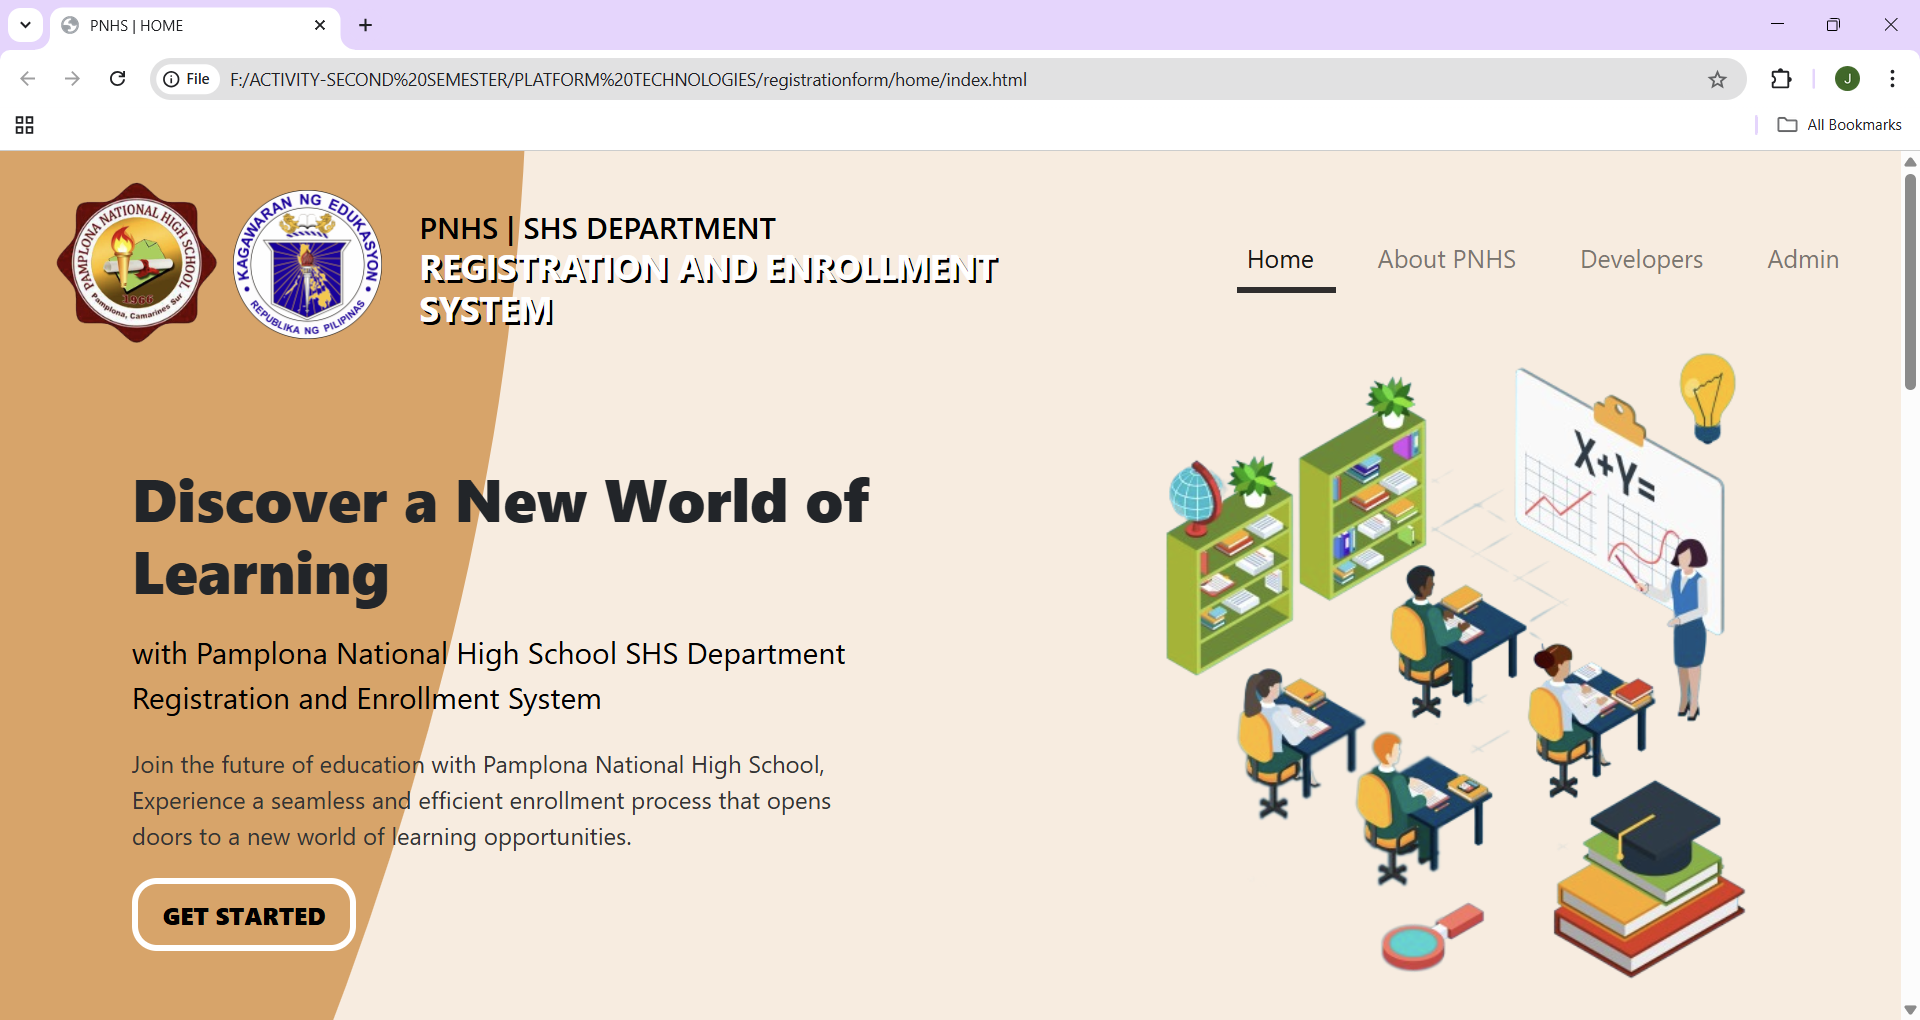 PNHS | HOME
File
F:/ACTIVITY-SECOND%20SEMESTER/PLATFORM%20TECHNOLOGIES/registrationform/home/index.html
J
All Bookmarks
PAMPLONA NATIONAL HIGH SCHOOL
1966
Pamplona, Camarines Sur
KAGAWARAN NG EDUKASYON
REPUBLIKA NG PILIPINAS
PNHS | SHS DEPARTMENT
REGISTRATION AND ENROLLMENT
SYSTEM
Home
About PNHS
Developers
Admin
X+Y=
Discover a New World of
Learning
with Pamplona National High School SHS Department
Registration and Enrollment System
Join the future of education with Pamplona National High School,
Experience a seamless and efficient enrollment process that opens
doors to a new world of learning opportunities.
GET STARTED